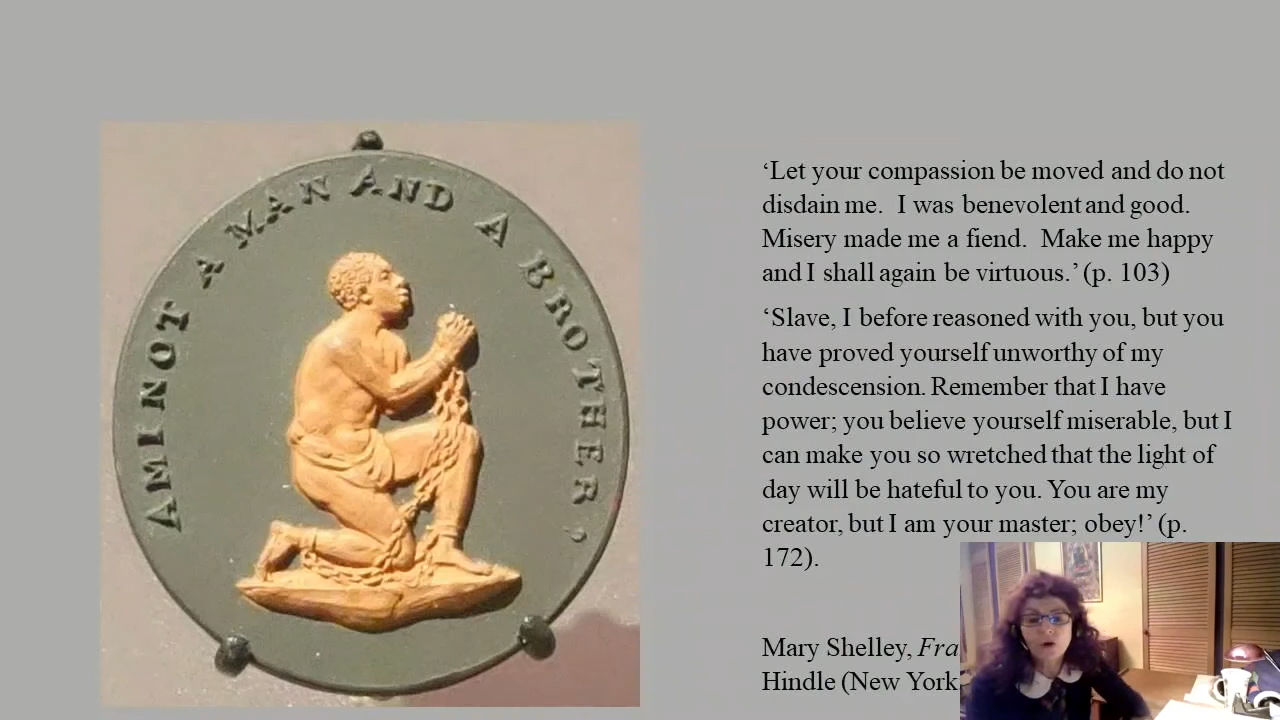 AM I NOT A MAN AND A BROTHER?
‘Let your compassion be moved and do not
disdain me. I was benevolent and good.
Misery made me a fiend. Make me happy
and I shall again be virtuous.’ (p. 103)
‘Slave, I before reasoned with you, but you
have proved yourself unworthy of my
condescension. Remember that I have
power; you believe yourself miserable, but I
can make you so wretched that the light of
day will be hateful to you. You are my
creator, but I am your master; obey!’ (p.
172).
Mary Shelley, Fra
Hindle (New York